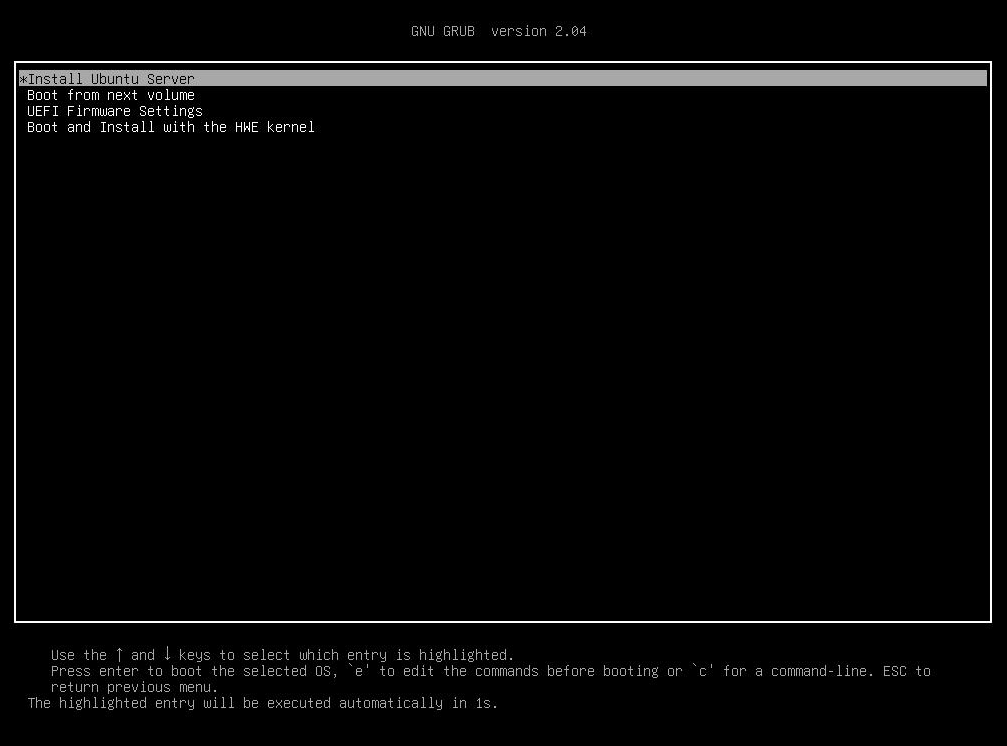 GNU GRUB  version 2.04
*Install Ubuntu Server
Boot from next volume
UEFI Firmware Settings
Boot and Install with the HWE kernel
Use the ↑ and ↓ keys to select which entry is highlighted.
Press enter to boot the selected OS, `e' to edit the commands before booting or `c' for a command-line. ESC to
return previous menu.
The highlighted entry will be executed automatically in 1s.